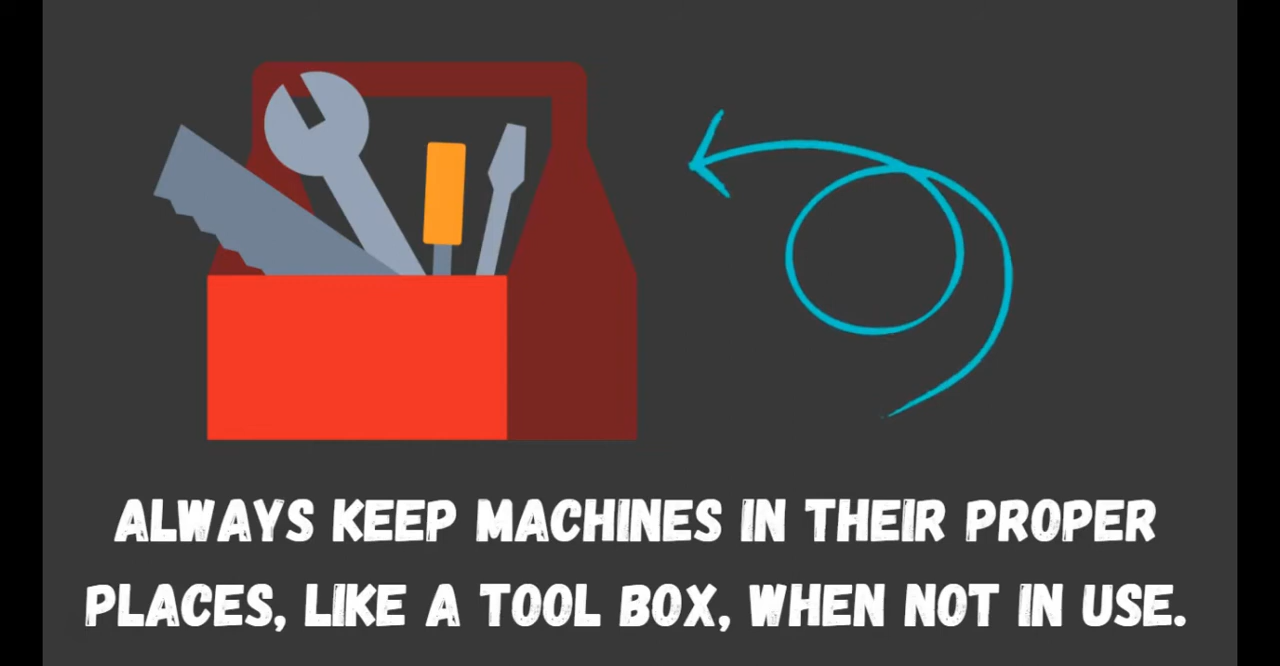 ALWAYS KEEP MACHINES IN THEIR PROPER
PLACES, LIKE A TOOL BOX, WHEN NOT IN USE.